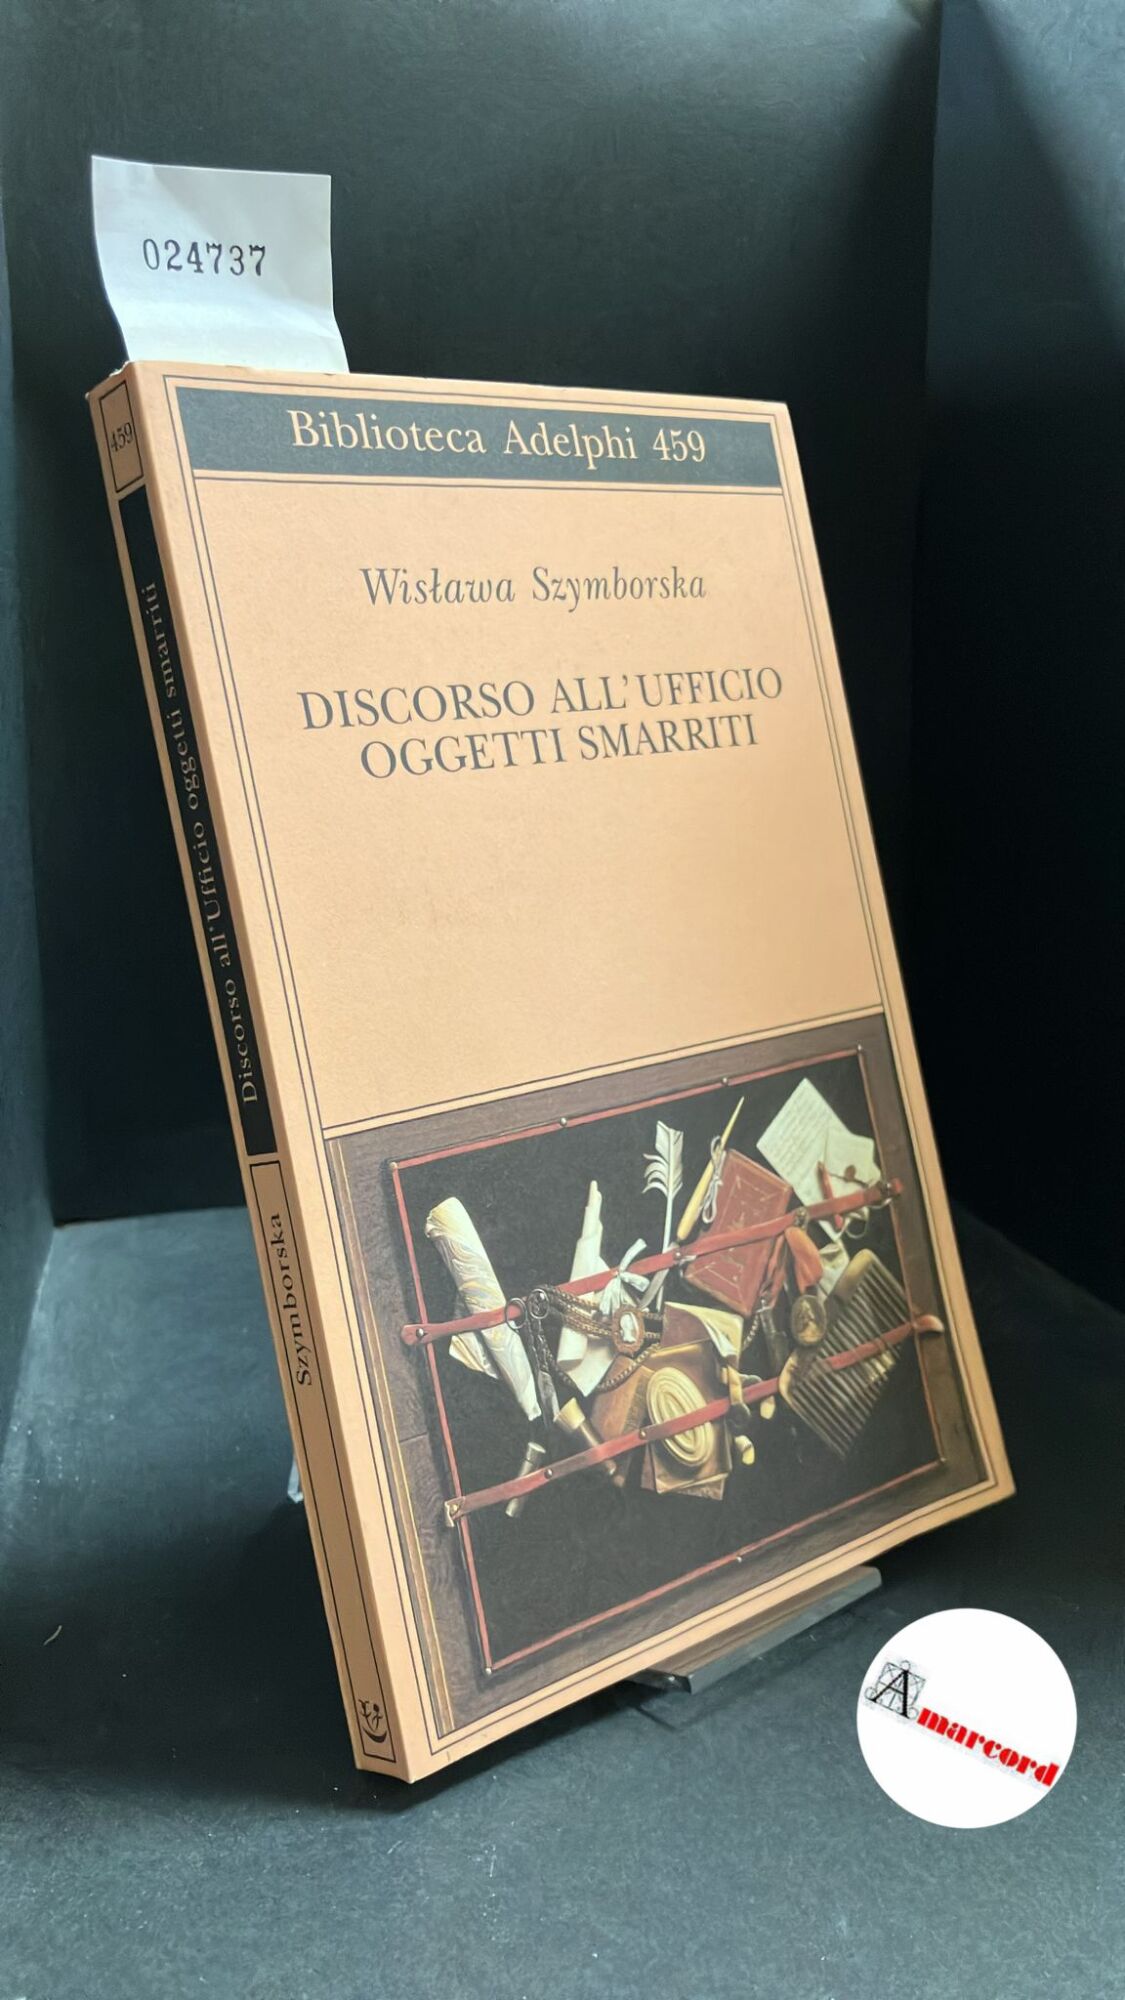 024737
Biblioteca Adelphi 459
Wisława Szymborska
DISCORSO ALL'UFFICIO
OGGETTI SMARRITI
459
Discorso all'Ufficio oggetti smarriti
Szymborska
Amarcord